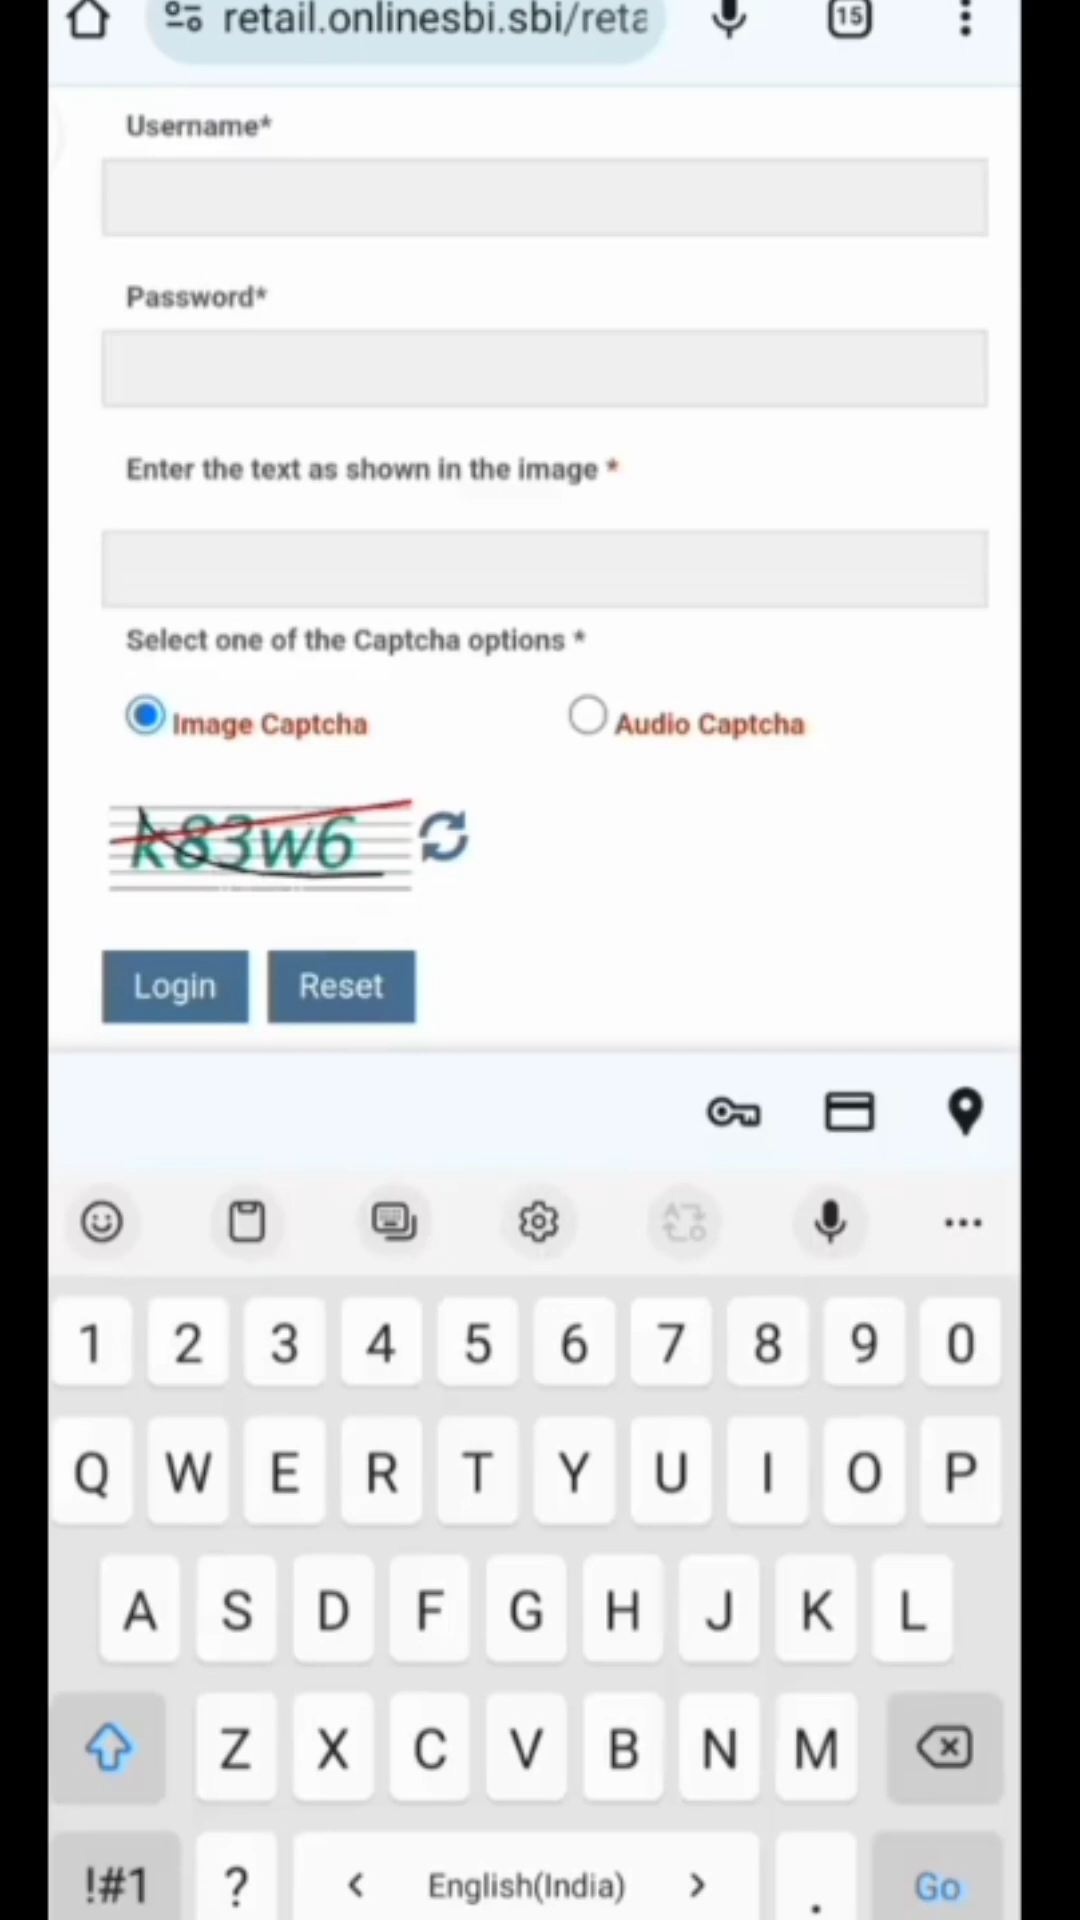 retail.onlinesbi.sbi/reta
15
Username*
Password*
Enter the text as shown in the image *
Select one of the Captcha options *
Image Captcha Audio Captcha
k83w6
Login Reset
1 2 3 4 5 6 7 8 9 0
Q W E R T Y U I O P
A S D F G H J K L
Z X C V B N M
!#1 ? < English(India) > . Go